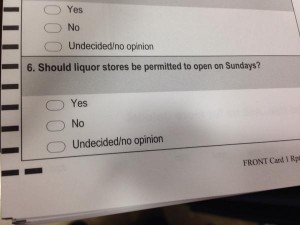 Yes
No
Undecided/no opinion
6. Should liquor stores be permitted to open on Sundays?
Yes
No
Undecided/no opinion
FRONT Card 1